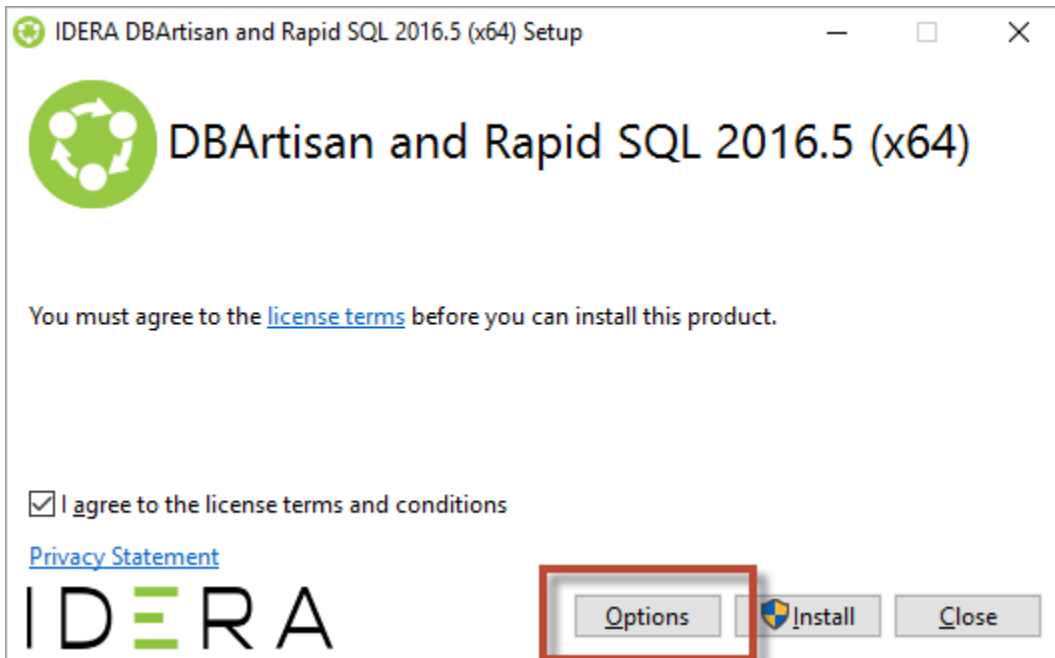 IDERA DBArtisan and Rapid SQL 2016.5 (x64) Setup
DBArtisan and Rapid SQL 2016.5 (x64)
You must agree to the license terms before you can install this product.
I agree to the license terms and conditions
Privacy Statement
IDERA
Options Install Close